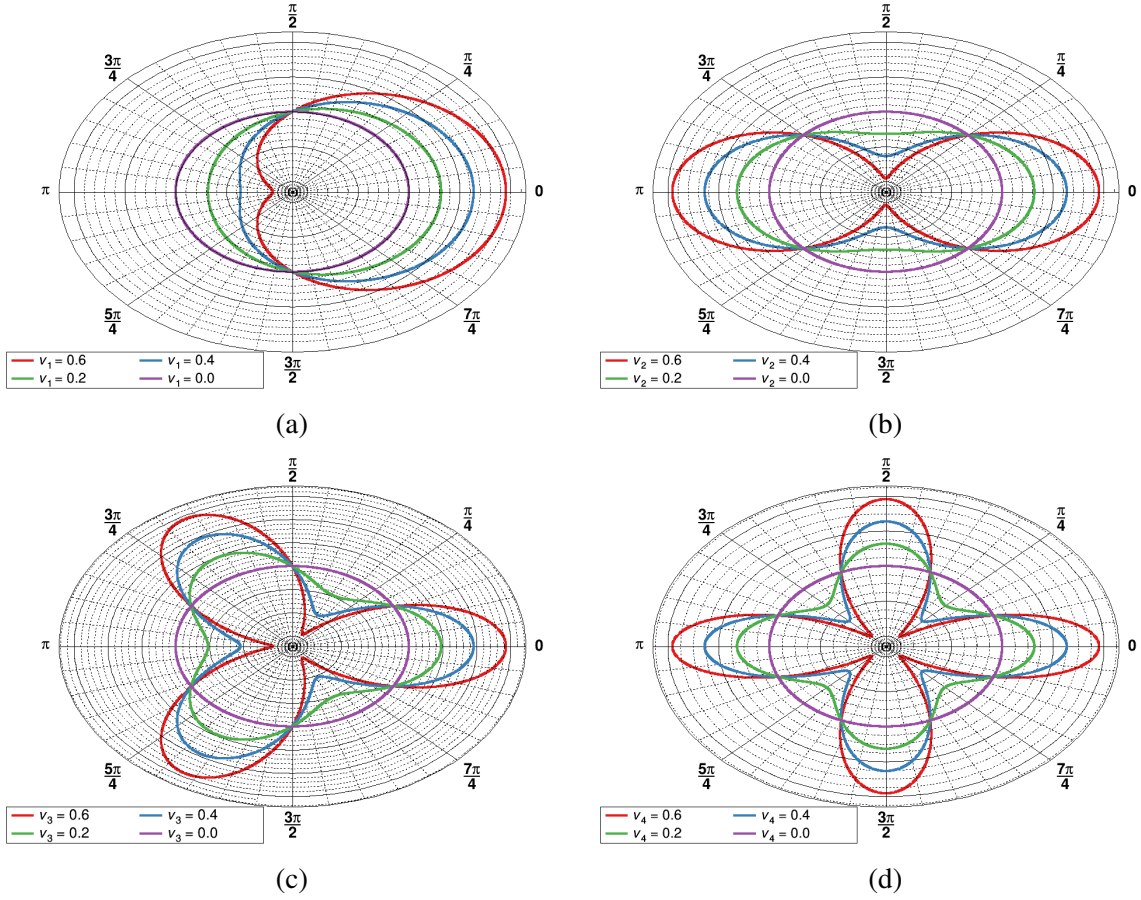 π/2
3π/4
π/4
π
0
5π/4
7π/4
3π/2
v₁ = 0.6 v₁ = 0.4
v₁ = 0.2 v₁ = 0.0
(a)
π/2
3π/4
π/4
π
0
5π/4
7π/4
3π/2
v₂ = 0.6 v₂ = 0.4
v₂ = 0.2 v₂ = 0.0
(b)
π/2
3π/4
π/4
π
0
5π/4
7π/4
3π/2
v₃ = 0.6 v₃ = 0.4
v₃ = 0.2 v₃ = 0.0
(c)
π/2
3π/4
π/4
π
0
5π/4
7π/4
3π/2
v₄ = 0.6 v₄ = 0.4
v₄ = 0.2 v₄ = 0.0
(d)